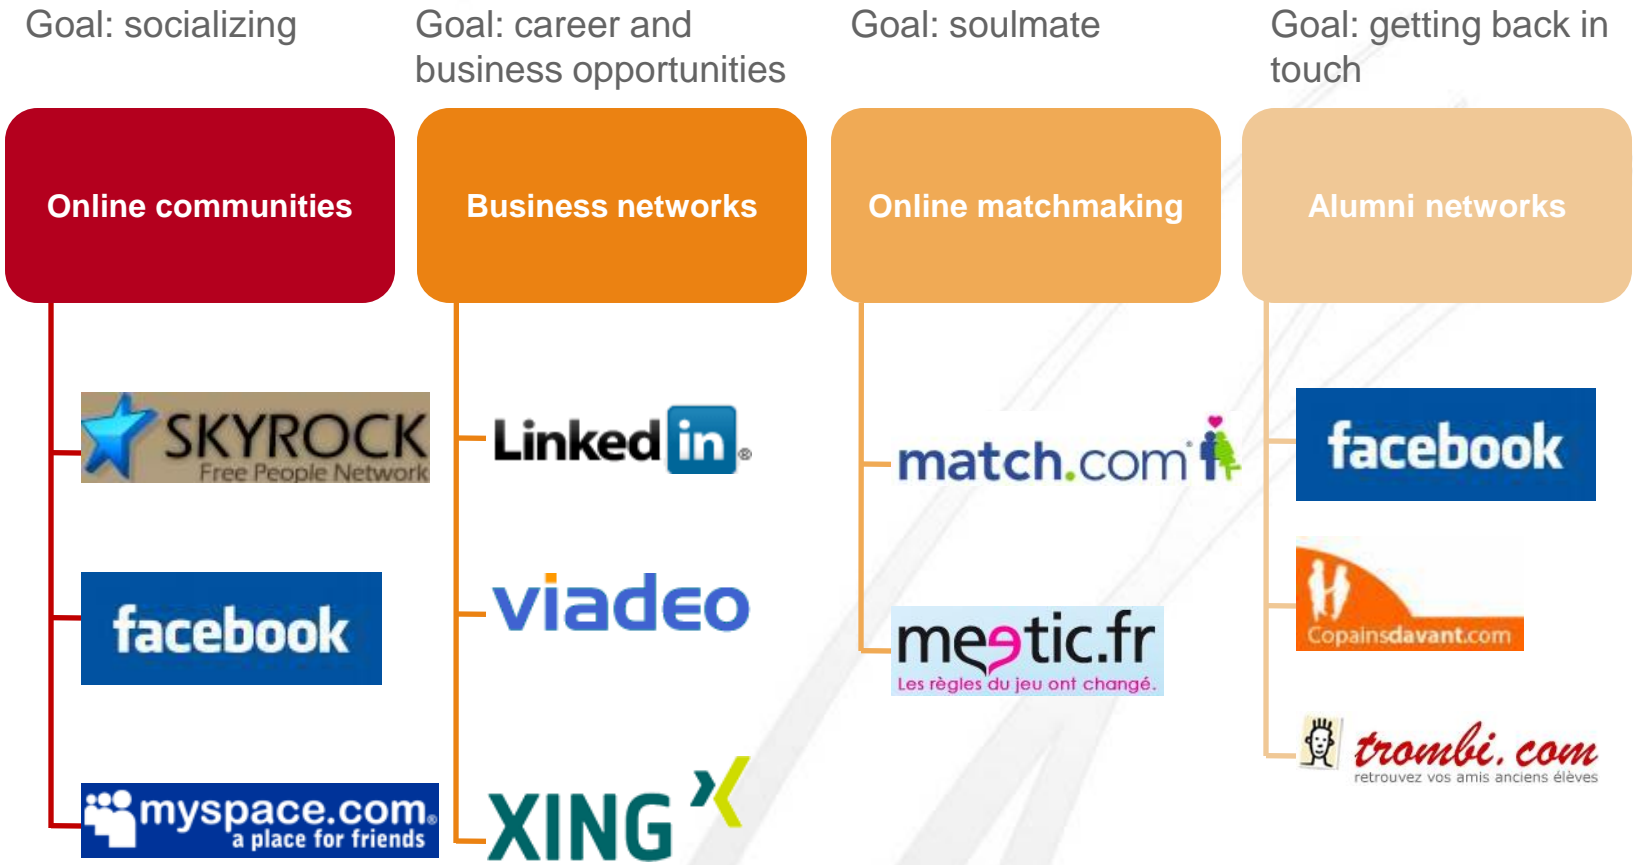 Goal: socializing
Goal: career and
business opportunities
Goal: soulmate
Goal: getting back in
touch
Online communities
Business networks
Online matchmaking
Alumni networks
SKYROCK
Free People Network
facebook
myspace.com®
a place for friends
Linked in®
viadeo
XING
match.com®
meetic.fr
Les règles du jeu ont changé.
facebook
Copainsdavant.com
trombi.com
retrouvez vos amis anciens élèves